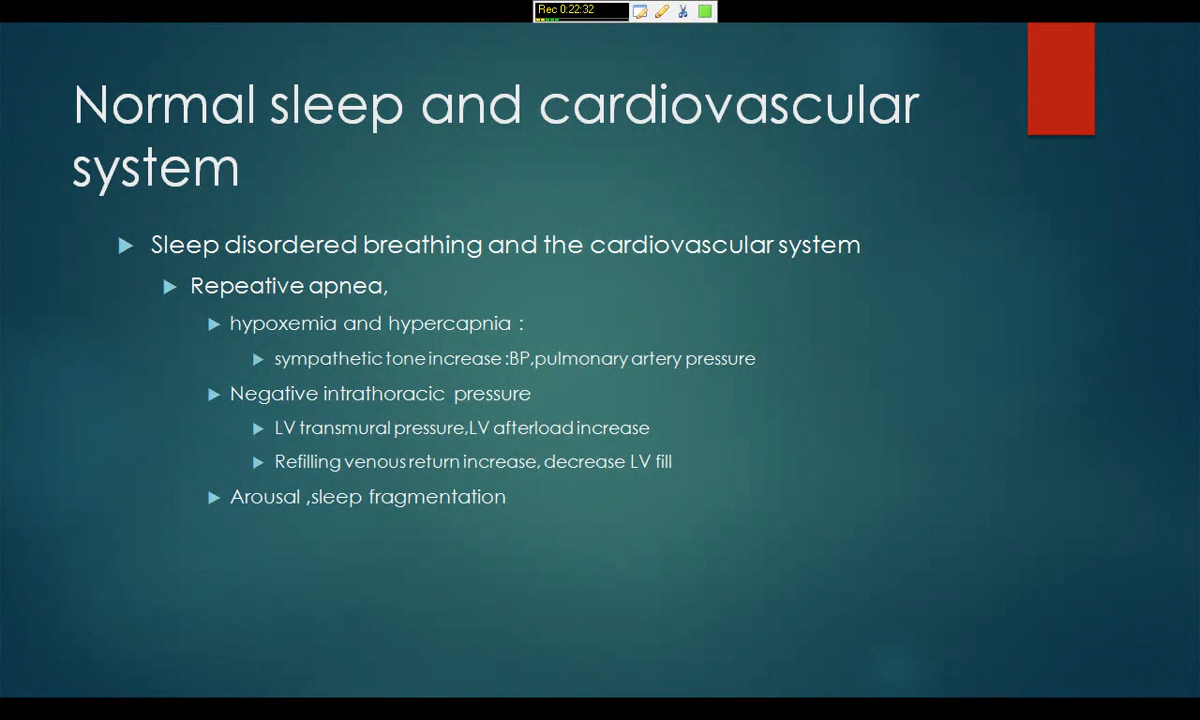 Rec 0:22:32
Normal sleep and cardiovascular
system
Sleep disordered breathing and the cardiovascular system
Repeative apnea,
hypoxemia and hypercapnia :
sympathetic tone increase :BP,pulmonary artery pressure
Negative intrathoracic pressure
LV transmural pressure,LV afterload increase
Refilling venous return increase, decrease LV fill
Arousal ,sleep fragmentation